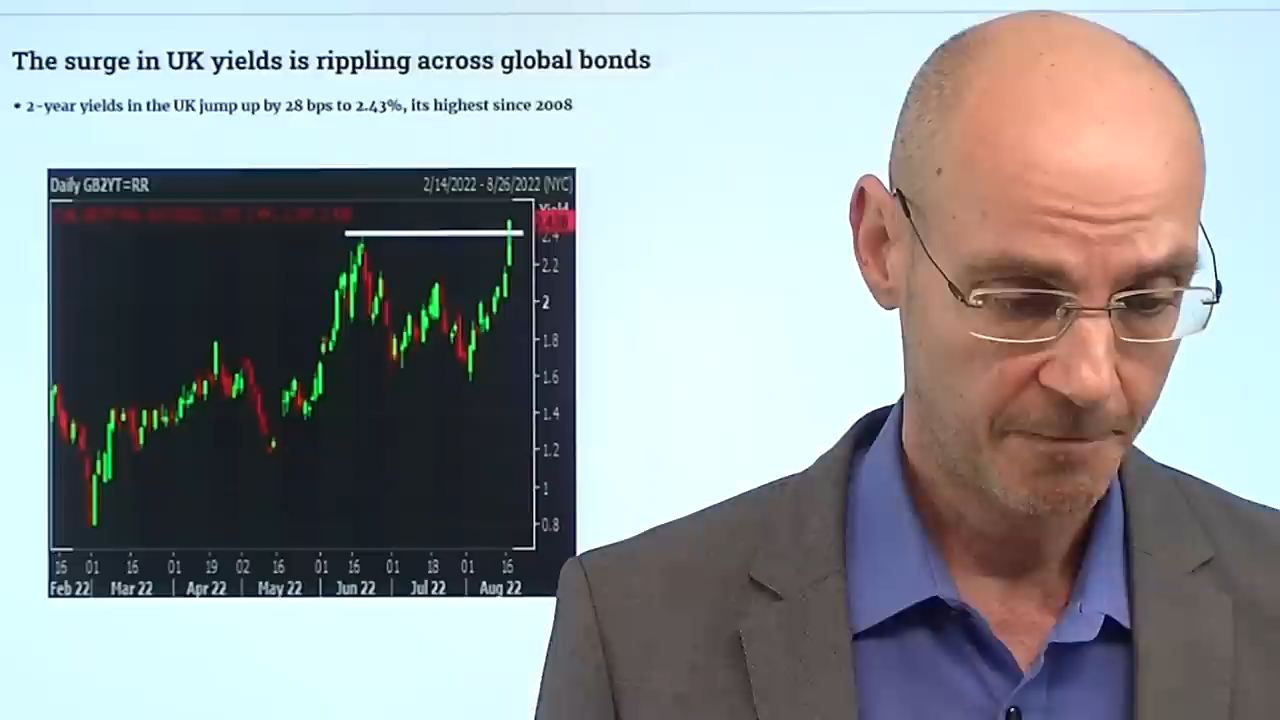 The surge in UK yields is rippling across global bonds
• 2-year yields in the UK jump up by 28 bps to 2.43%, its highest since 2008
Daily GB2YT=RR 2/14/2022 - 8/26/2022 (NYC)
Yield
2.4
2.2
2
1.8
1.6
1.4
1.2
1
0.8
16 01 16 01 19 02 16 01 16 01 18 01 16
Feb 22 Mar 22 Apr 22 May 22 Jun 22 Jul 22 Aug 22